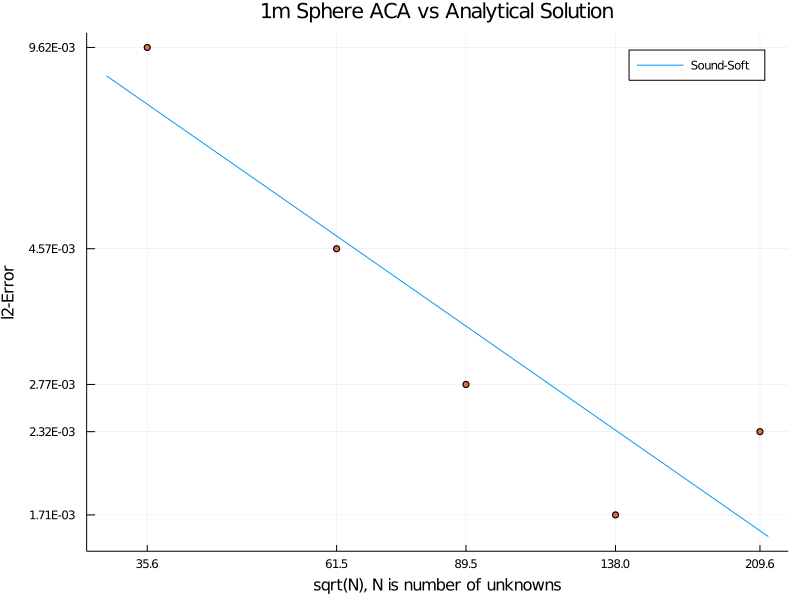 1m Sphere ACA vs Analytical Solution
9.62E-03
4.57E-03
2.77E-03
2.32E-03
1.71E-03
l2-Error
Sound-Soft
35.6
61.5
89.5
138.0
209.6
sqrt(N), N is number of unknowns